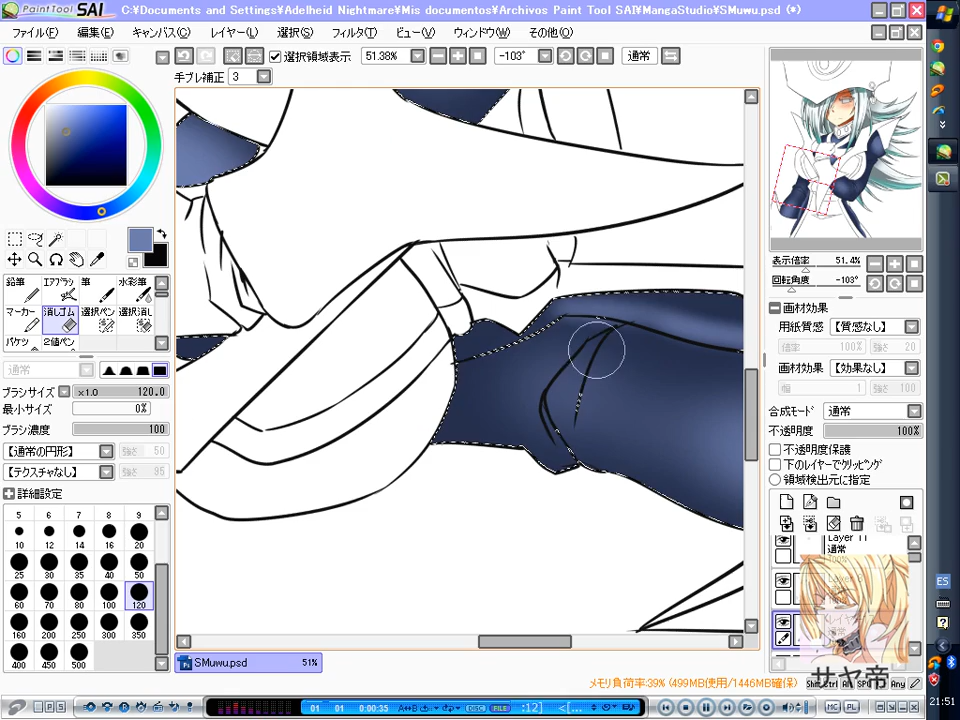 PaintTool SAI C:¥Documents and Settings¥Adelheid Nightmare¥Mis documentos¥Archivos Paint Tool SAI¥MangaStudio¥SMuwu.psd (*)
ファイル(F) 編集(E) キャンバス(C) レイヤー(L) 選択(S) フィルタ(T) ビュー(V) ウィンドウ(W) その他(O)
選択領域表示 51.38% -103° 通常
手ブレ補正 3
鉛筆 エアブラシ 筆 水彩筆
マーカー 消しゴム 選択ペン 選択消し
バケツ 2値ペン
通常
ブラシサイズ x1.0 120.0
最小サイズ 0%
ブラシ濃度 100
【通常の円形】 強さ 50
【テクスチャなし】 強さ 95
詳細設定
5 6 7 8 9
10 12 14 16 20
25 30 35 40 50
60 70 80 100 120
160 200 250 300 350
400 450 500
表示倍率 51.4%
回転角度 -103°
画材効果
用紙質感 【質感なし】
倍率 100% 強さ 20
画材効果 【効果なし】
幅 1 強さ 100
合成モード 通常
不透明度 100%
不透明度保護
下のレイヤーでクリッピング
領域検出元に指定
Layer 11
通常
サヤ帝
SMuwu.psd 51%
メモリ負荷率:39% (499MB使用/1446MB確保) Shift Ctrl Alt SPC Any
ES
21:51
L P S
01 01 0:00:35 A↔B DISC FILE :12] <[...
MC PL